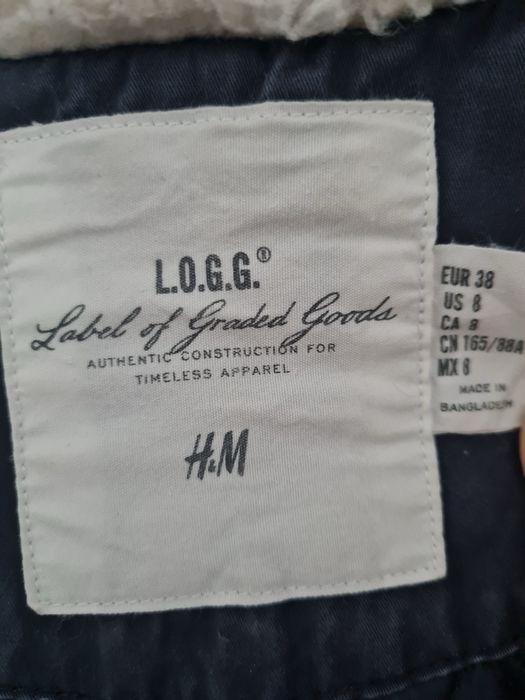 L.O.G.G.®
Label of Graded Goods
AUTHENTIC CONSTRUCTION FOR
TIMELESS APPAREL
H&M
EUR 38
US 8
CA 8
CN 165/88A
MX 8
MADE IN
BANGLADESH